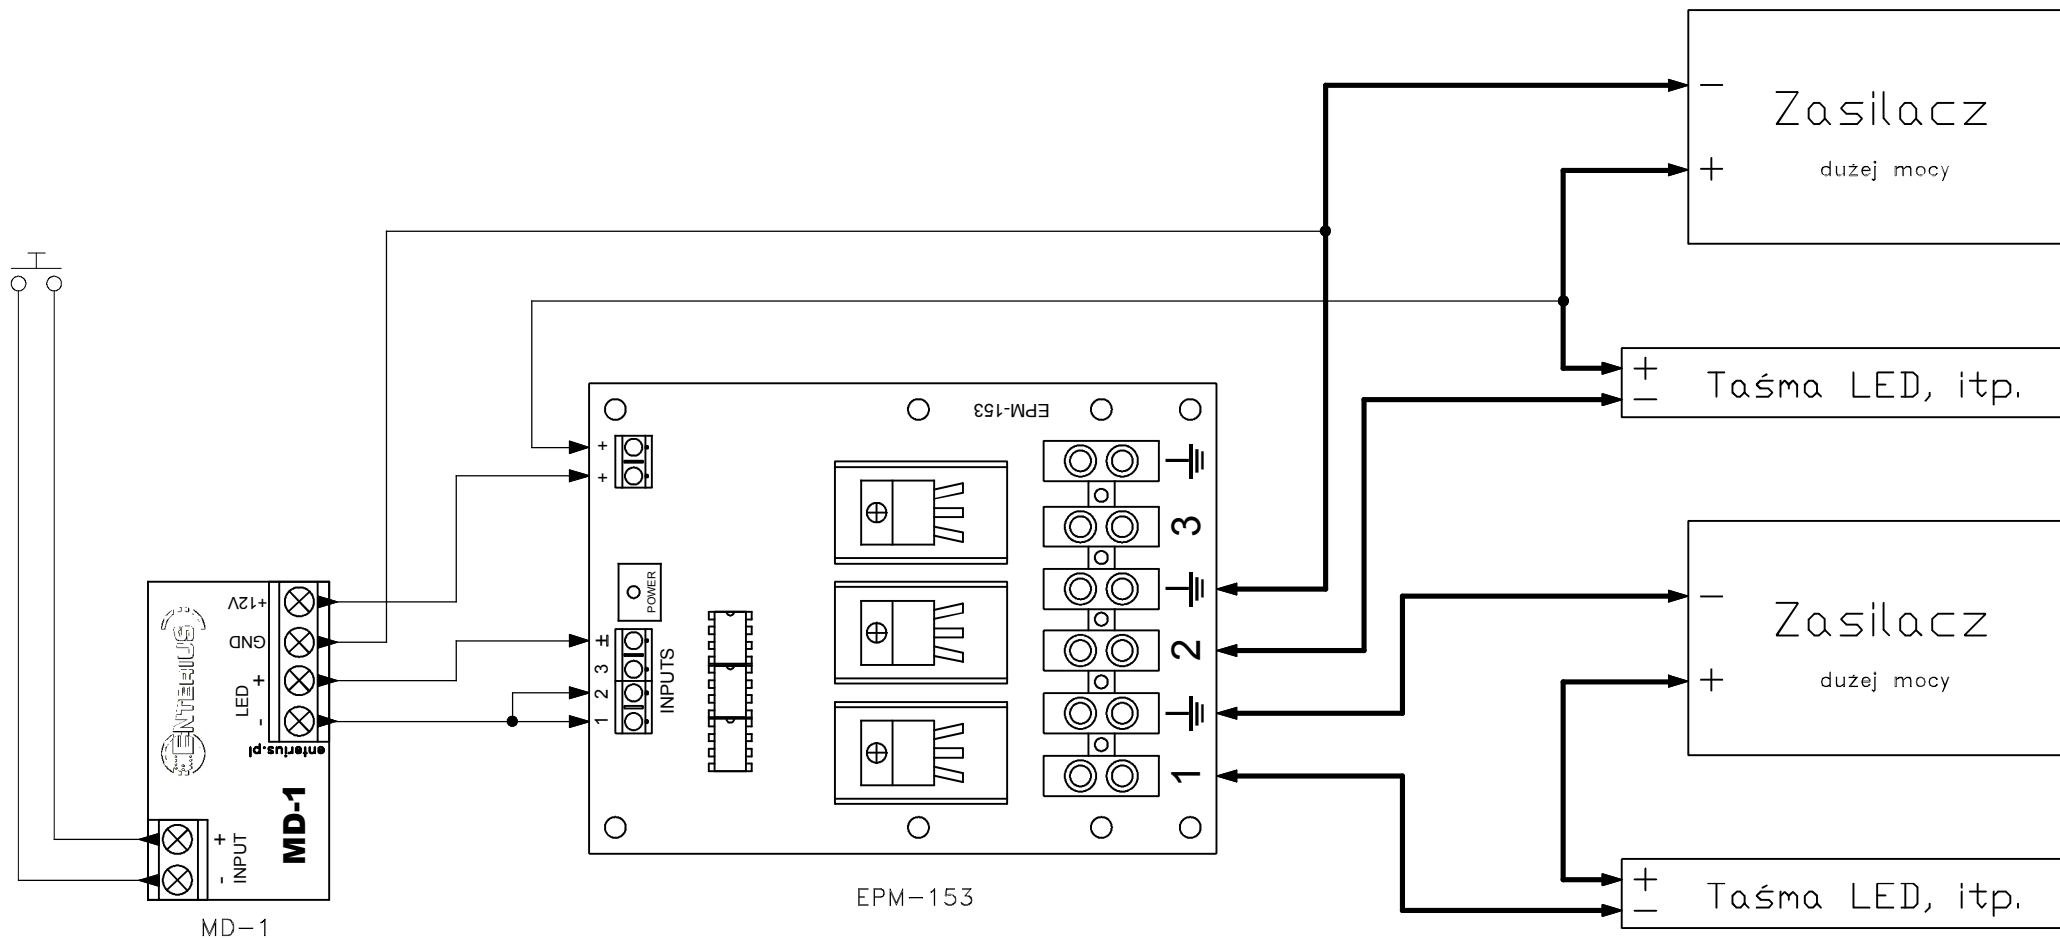 −
Zasilacz
+
dużej mocy
+
Taśma LED, itp.
−
EPM-153
+
+
3
POWER
+12V
GND
LED
+
-
±
3
2
1
INPUTS
2
1
ENTERIUS
enterius.pl
MD-1
+
-
INPUT
MD-1
EPM-153
−
Zasilacz
+
dużej mocy
+
Taśma LED, itp.
−